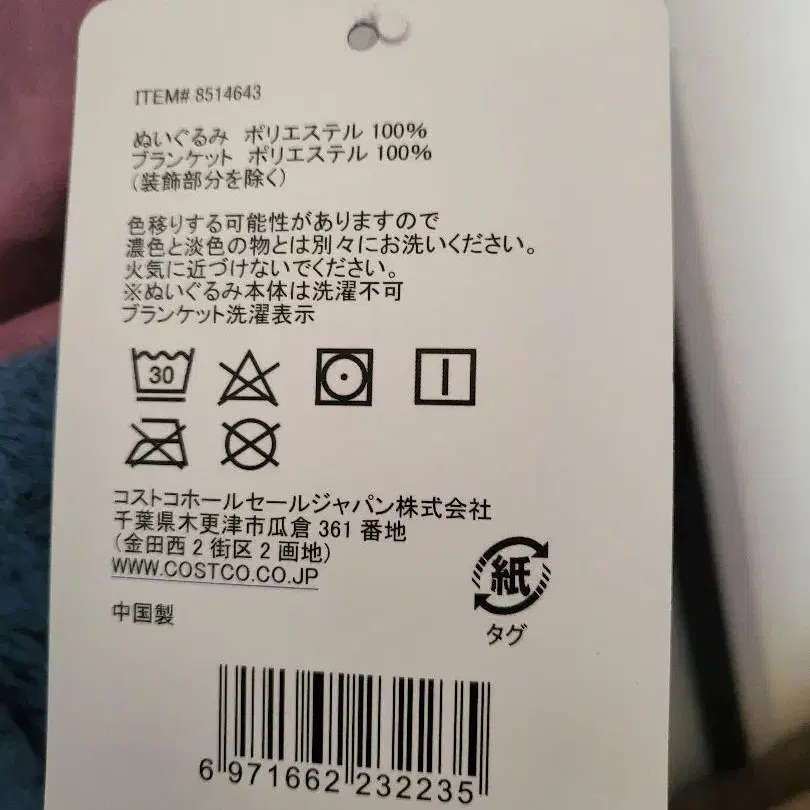 ITEM# 8514643
ぬいぐるみ ポリエステル 100%
ブランケット ポリエステル 100%
(装飾部分を除く)
色移りする可能性がありますので
濃色と淡色の物とは別々にお洗いください。
火気に近づけないでください。
※ぬいぐるみ本体は洗濯不可
ブランケット洗濯表示
30
コストコホールセールジャパン株式会社
千葉県木更津市瓜倉 361 番地
(金田西 2 街区 2 画地)
WWW.COSTCO.CO.JP
紙
タグ
中国製
6 971662 232235